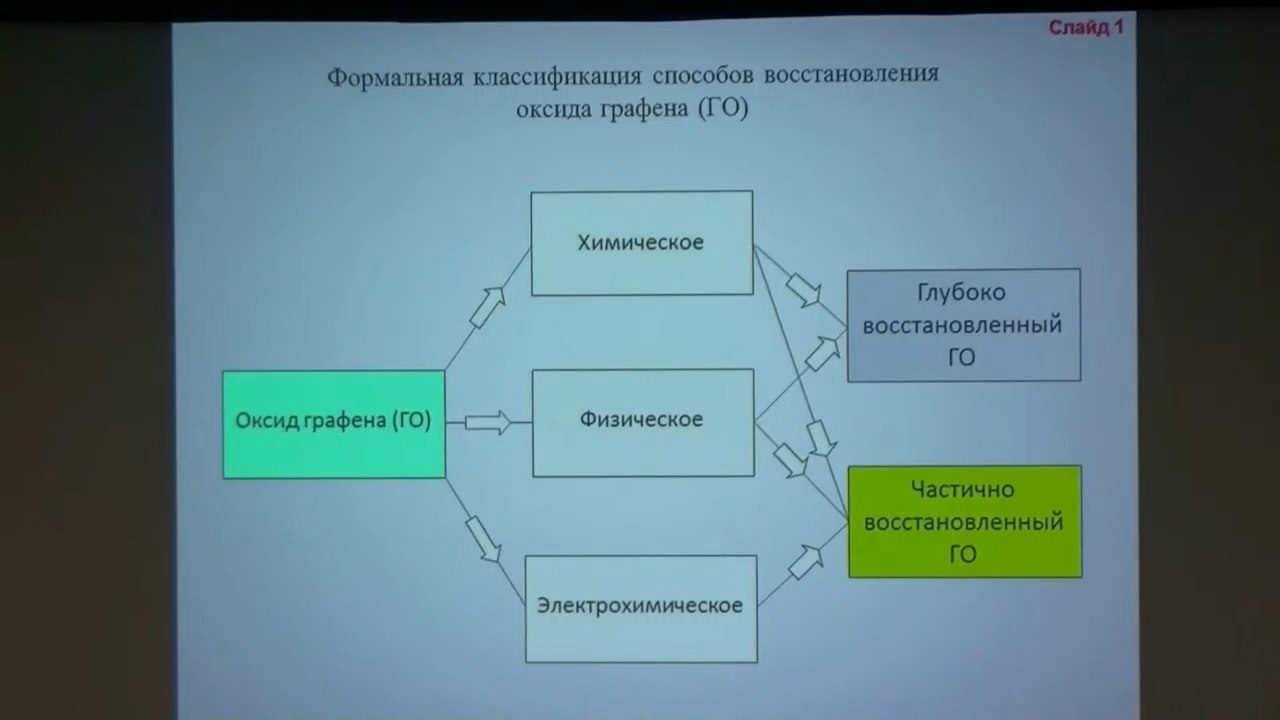 Слайд 1
Формальная классификация способов восстановления
оксида графена (ГО)
Химическое
Глубоко
восстановленный
ГО
Оксид графена (ГО)
Физическое
Частично
восстановленный
ГО
Электрохимическое